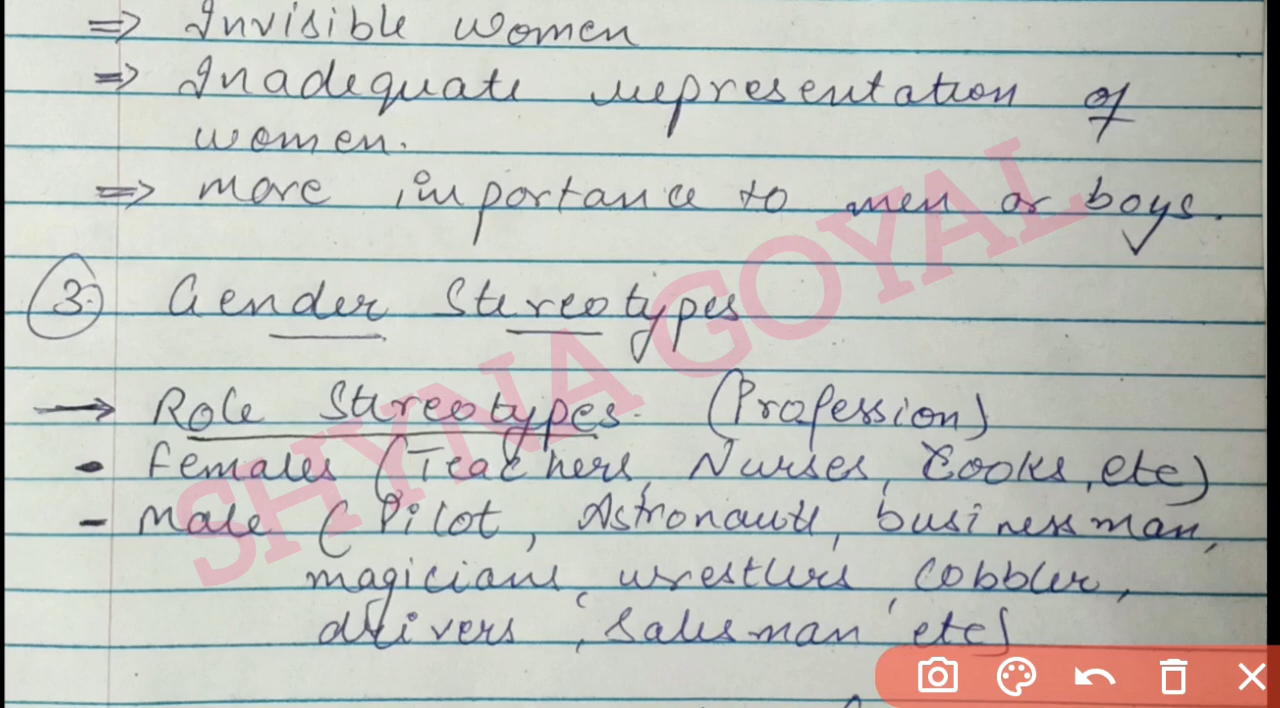 ⇒ Invisible women
⇒ Inadequate representation of
women.
⇒ more importance to men or boys.
3. Gender Stereotypes
→ Role Stereotypes. (Profession)
- Females (Teachers, Nurses, Cooks, etc)
- Male (Pilot, Astronauts, businessman,
magicians, wrestlers, cobbler,
drivers, salesman etc)
SHYNA GOYAL